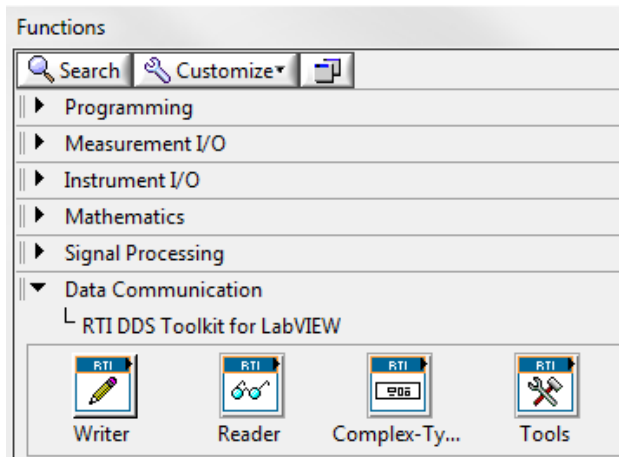 Functions
Search Customize
Programming
Measurement I/O
Instrument I/O
Mathematics
Signal Processing
Data Communication
RTI DDS Toolkit for LabVIEW
RTI RTI RTI RTI
Writer Reader Complex-Ty... Tools